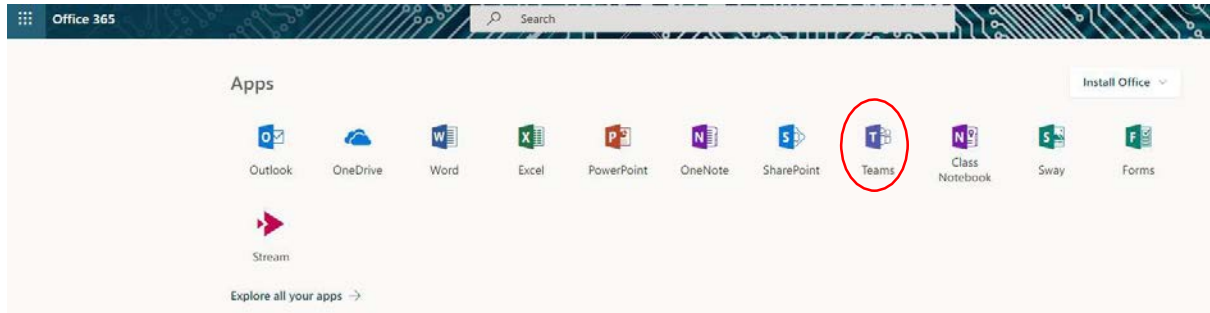 Office 365 Search
Apps
Install Office
Outlook OneDrive Word Excel PowerPoint OneNote SharePoint Teams Class Notebook Sway Forms
Stream
Explore all your apps →